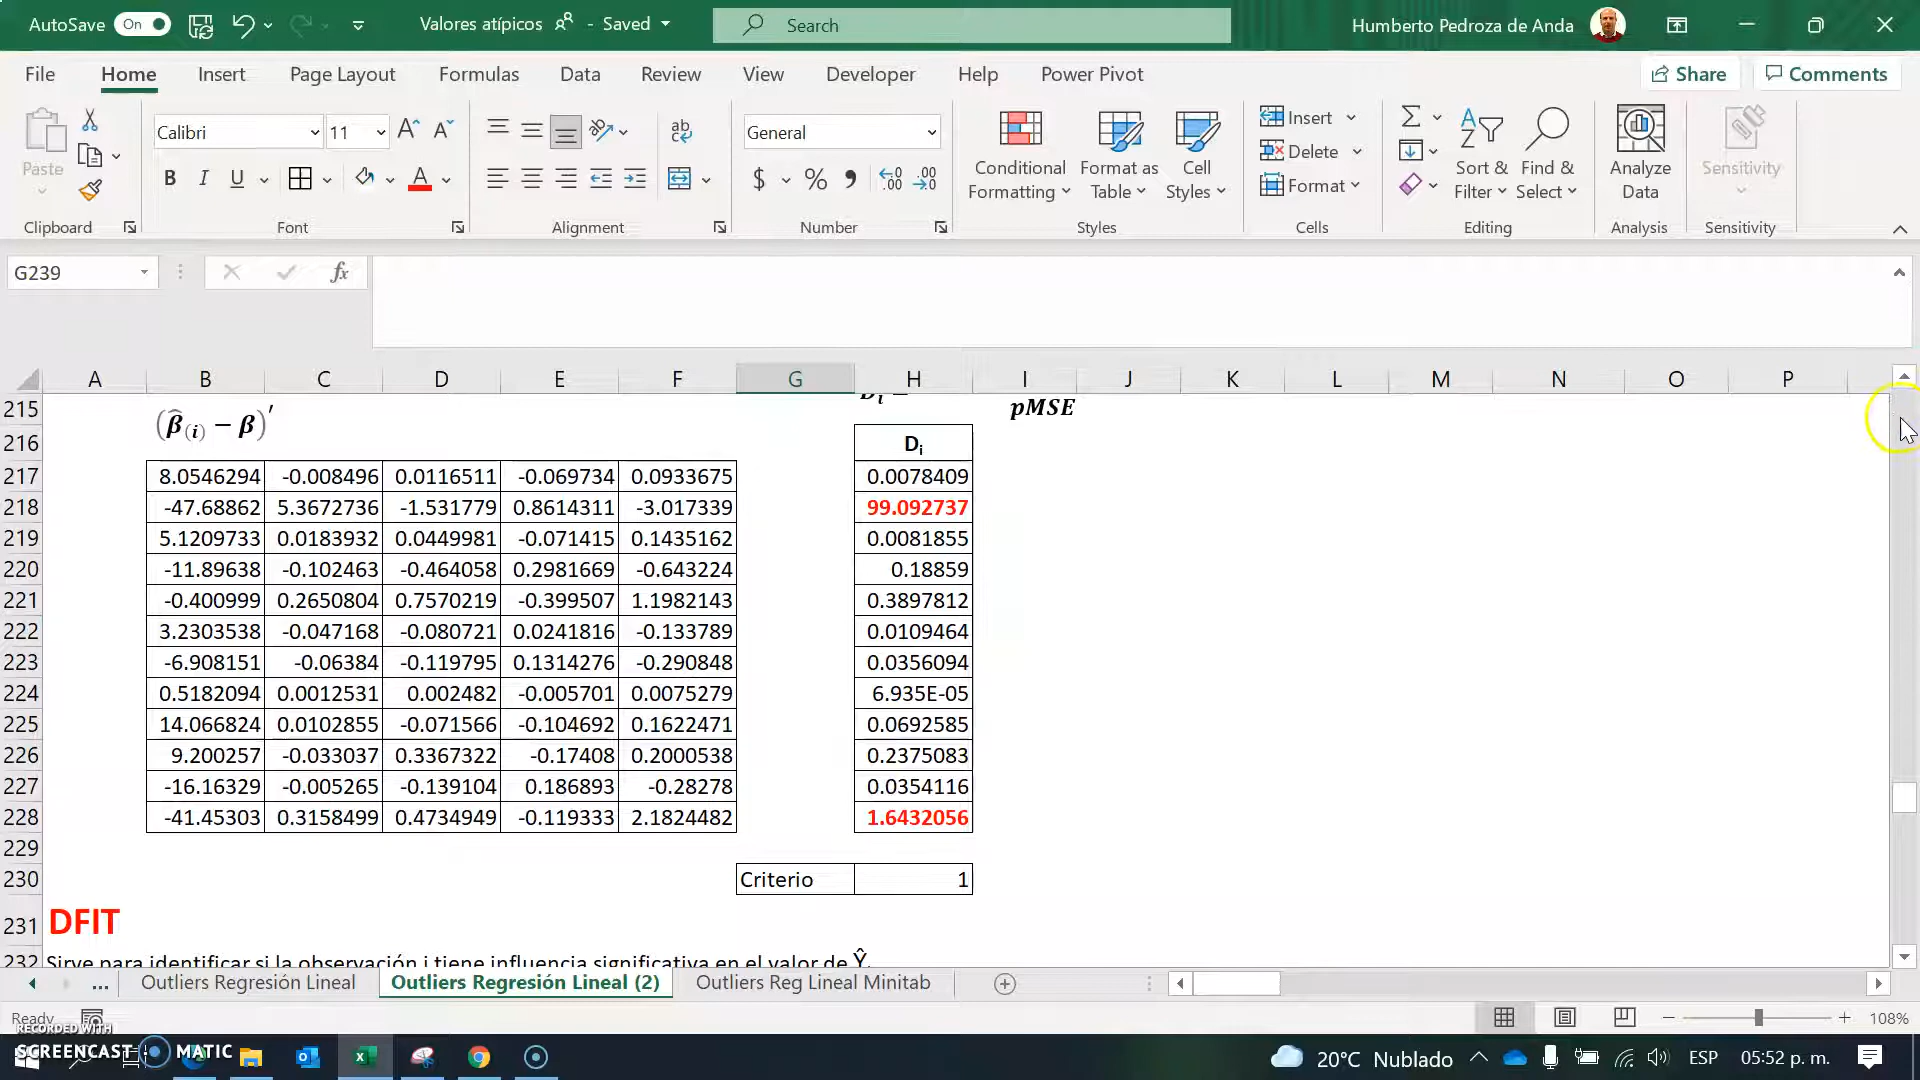 AutoSave On Valores atípicos - Saved Search Humberto Pedroza de Anda
File Home Insert Page Layout Formulas Data Review View Developer Help Power Pivot Share Comments
Calibri 11 General Insert
Paste Delete
Conditional Format as Cell Sort & Find & Analyze Sensitivity
B I U $ % Format
Formatting Table Styles Filter Select Data
Clipboard Font Alignment Number Styles Cells Editing Analysis Sensitivity
G239 fx
A B C D E F G H I J K L M N O P
215 pMSE
(β̂(i) − β)′
216 Di
217 8.0546294 -0.008496 0.0116511 -0.069734 0.0933675 0.0078409
218 -47.68862 5.3672736 -1.531779 0.8614311 -3.017339 99.092737
219 5.1209733 0.0183932 0.0449981 -0.071415 0.1435162 0.0081855
220 -11.89638 -0.102463 -0.464058 0.2981669 -0.643224 0.18859
221 -0.400999 0.2650804 0.7570219 -0.399507 1.1982143 0.3897812
222 3.2303538 -0.047168 -0.080721 0.0241816 -0.133789 0.0109464
223 -6.908151 -0.06384 -0.119795 0.1314276 -0.290848 0.0356094
224 0.5182094 0.0012531 0.002482 -0.005701 0.0075279 6.935E-05
225 14.066824 0.0102855 -0.071566 -0.104692 0.1622471 0.0692585
226 9.200257 -0.033037 0.3367322 -0.17408 0.2000538 0.2375083
227 -16.16329 -0.005265 -0.139104 0.186893 -0.28278 0.0354116
228 -41.45303 0.3158499 0.4734949 -0.119333 2.1824482 1.6432056
229
230 Criterio 1
231 DFIT
232 Sirve para identificar si la observación i tiene influencia significativa en el valor de Ŷ.
... Outliers Regresión Lineal Outliers Regresión Lineal (2) Outliers Reg Lineal Minitab
Ready 108%
RECORDED WITH
SCREENCAST MATIC 20°C Nublado ESP 05:52 p. m.